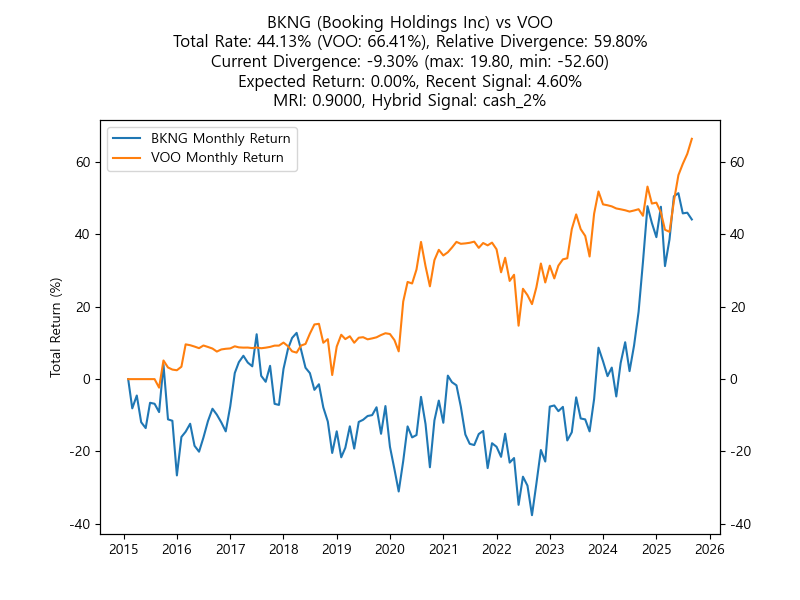 BKNG (Booking Holdings Inc) vs VOO
Total Rate: 44.13% (VOO: 66.41%), Relative Divergence: 59.80%
Current Divergence: -9.30% (max: 19.80, min: -52.60)
Expected Return: 0.00%, Recent Signal: 4.60%
MRI: 0.9000, Hybrid Signal: cash_2%
BKNG Monthly Return
VOO Monthly Return
Total Return (%)
60
40
20
0
-20
-40
60
40
20
0
-20
-40
2015 2016 2017 2018 2019 2020 2021 2022 2023 2024 2025 2026